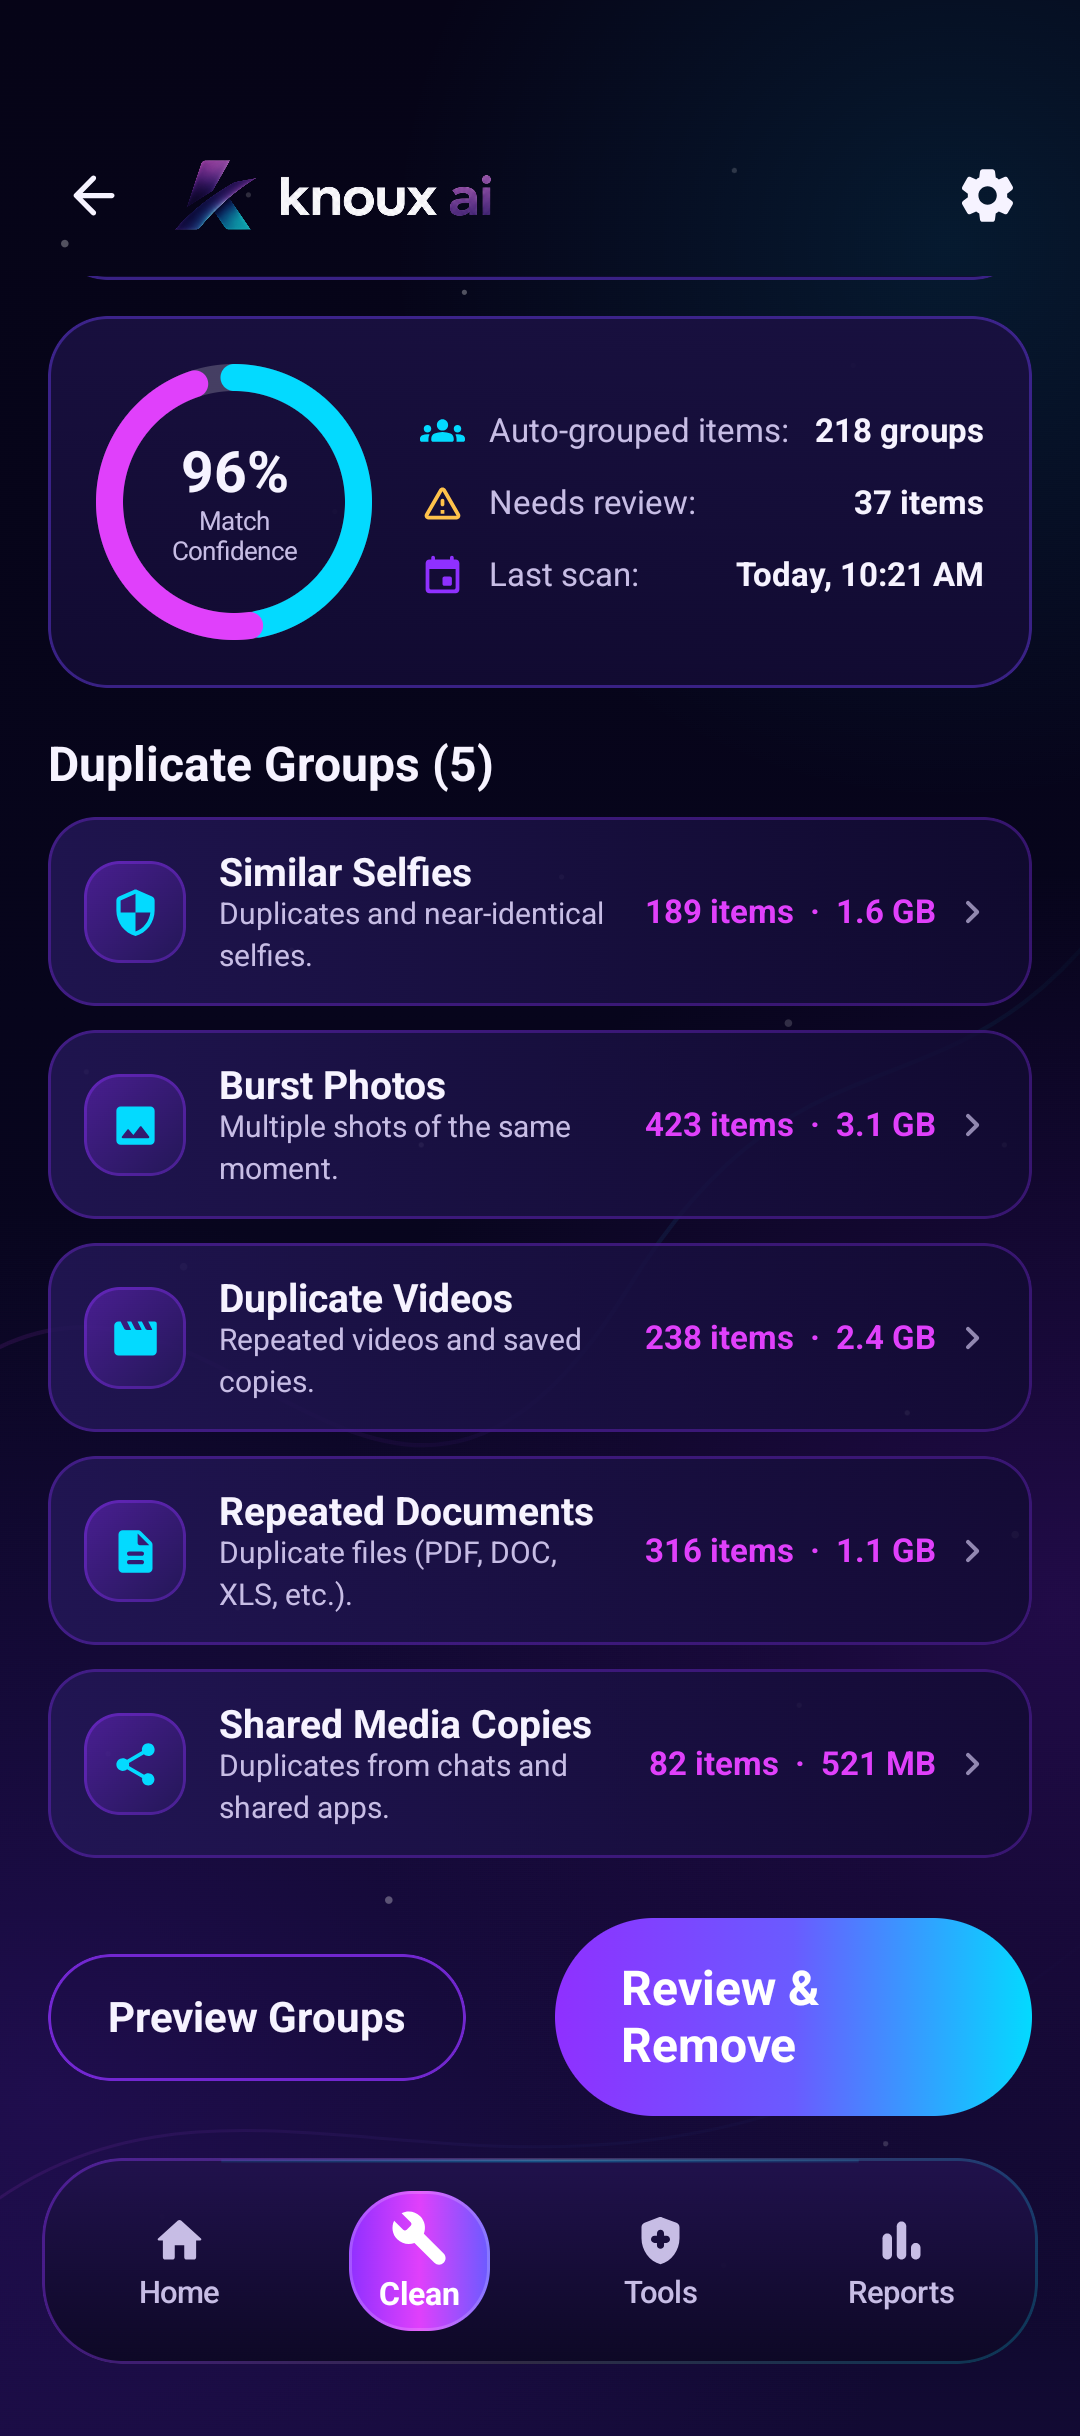 knoux ai
96%
Match
Confidence
Auto-grouped items: 218 groups
Needs review: 37 items
Last scan: Today, 10:21 AM
Duplicate Groups (5)
Similar Selfies
Duplicates and near-identical
selfies.
189 items · 1.6 GB
Burst Photos
Multiple shots of the same
moment.
423 items · 3.1 GB
Duplicate Videos
Repeated videos and saved
copies.
238 items · 2.4 GB
Repeated Documents
Duplicate files (PDF, DOC,
XLS, etc.).
316 items · 1.1 GB
Shared Media Copies
Duplicates from chats and
shared apps.
82 items · 521 MB
Preview Groups
Review &
Remove
Home
Clean
Tools
Reports